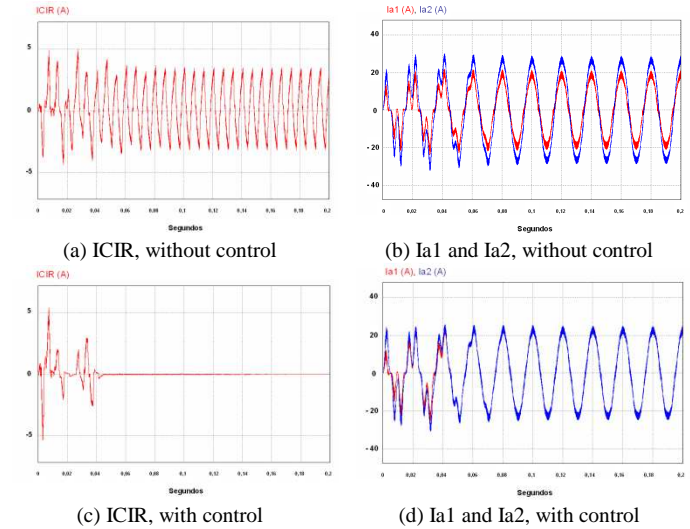 ICIR (A)
5
0
-5
0 0,02 0,04 0,06 0,08 0,1 0,12 0,14 0,16 0,18 0,2
Segundos
(a) ICIR, without control
Ia1 (A), Ia2 (A)
40
20
0
-20
-40
0 0,02 0,04 0,06 0,08 0,1 0,12 0,14 0,16 0,18 0,2
Segundos
(b) Ia1 and Ia2, without control
ICIR (A)
5
0
-5
0 0,02 0,04 0,06 0,08 0,1 0,12 0,14 0,16 0,18 0,2
Segundos
(c) ICIR, with control
Ia1 (A), Ia2 (A)
40
20
0
-20
-40
0 0,02 0,04 0,06 0,08 0,1 0,12 0,14 0,16 0,18 0,2
Segundos
(d) Ia1 and Ia2, with control